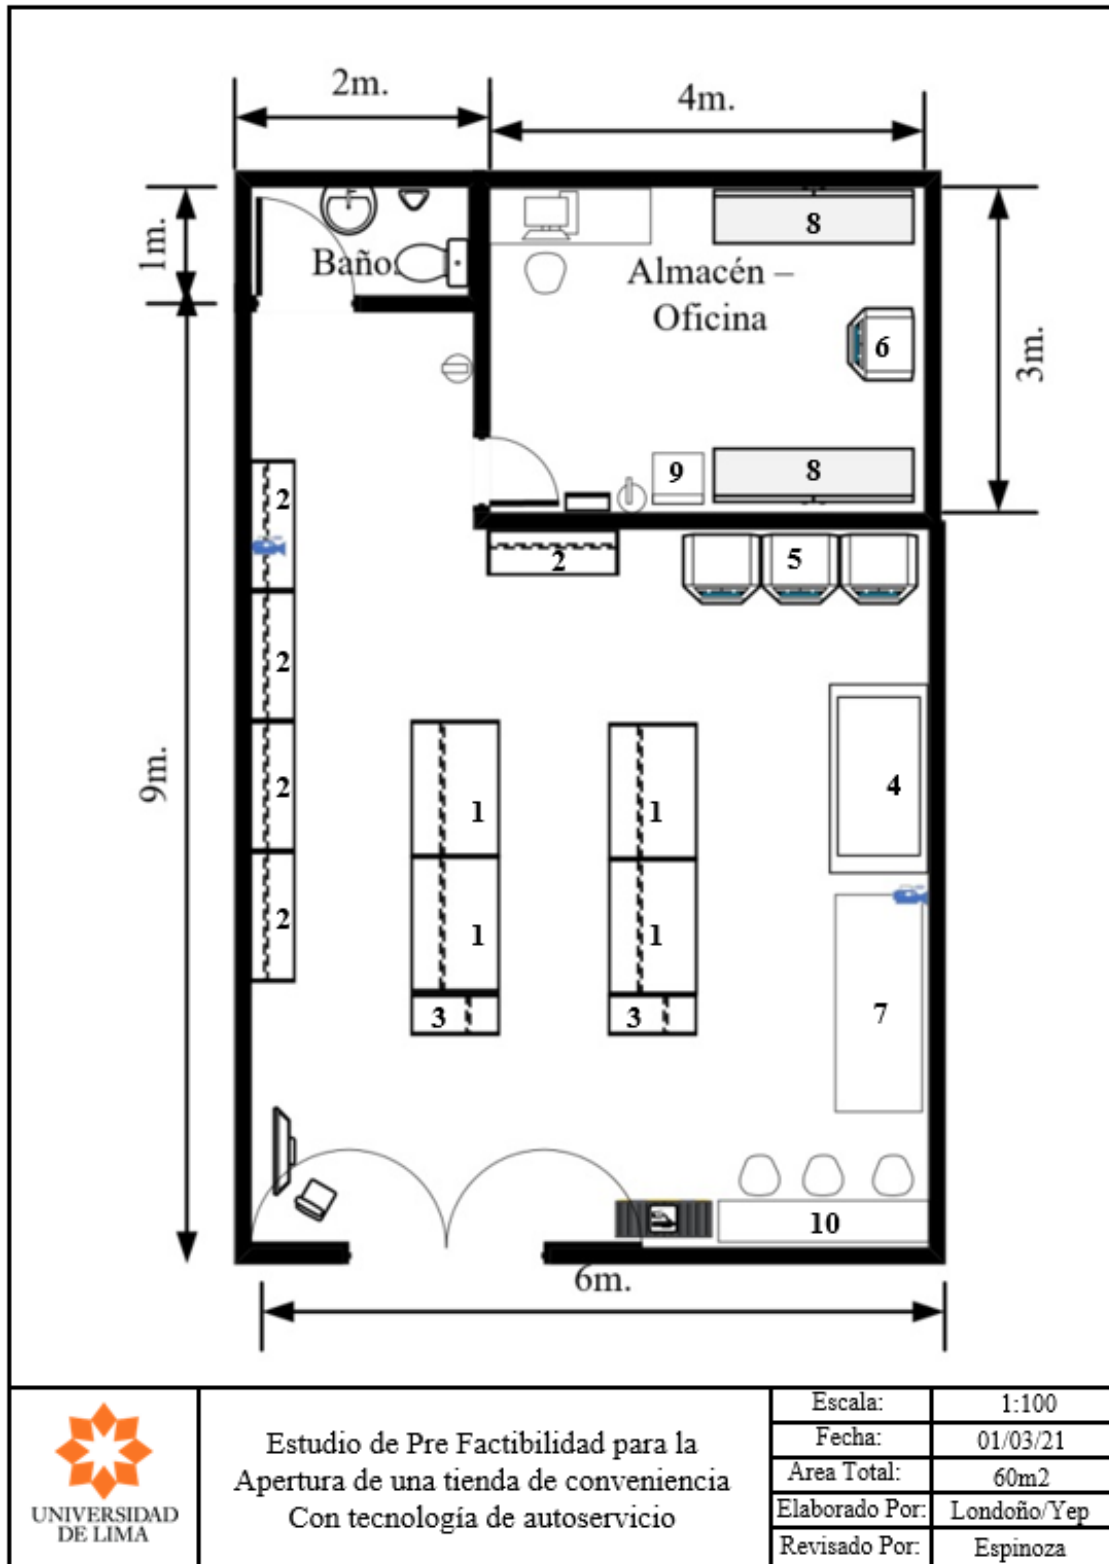 2m.
4m.
1m.
Baño.
Almacén –
Oficina
8
6
3m.
9
8
2
2
5
2
9m.
2
4
1
1
2
1
1
7
3
3
10
6m.
UNIVERSIDAD
DE LIMA
Estudio de Pre Factibilidad para la
Apertura de una tienda de conveniencia
Con tecnología de autoservicio
Escala: 1:100
Fecha: 01/03/21
Area Total: 60m2
Elaborado Por: Londoño/Yep
Revisado Por: Espinoza